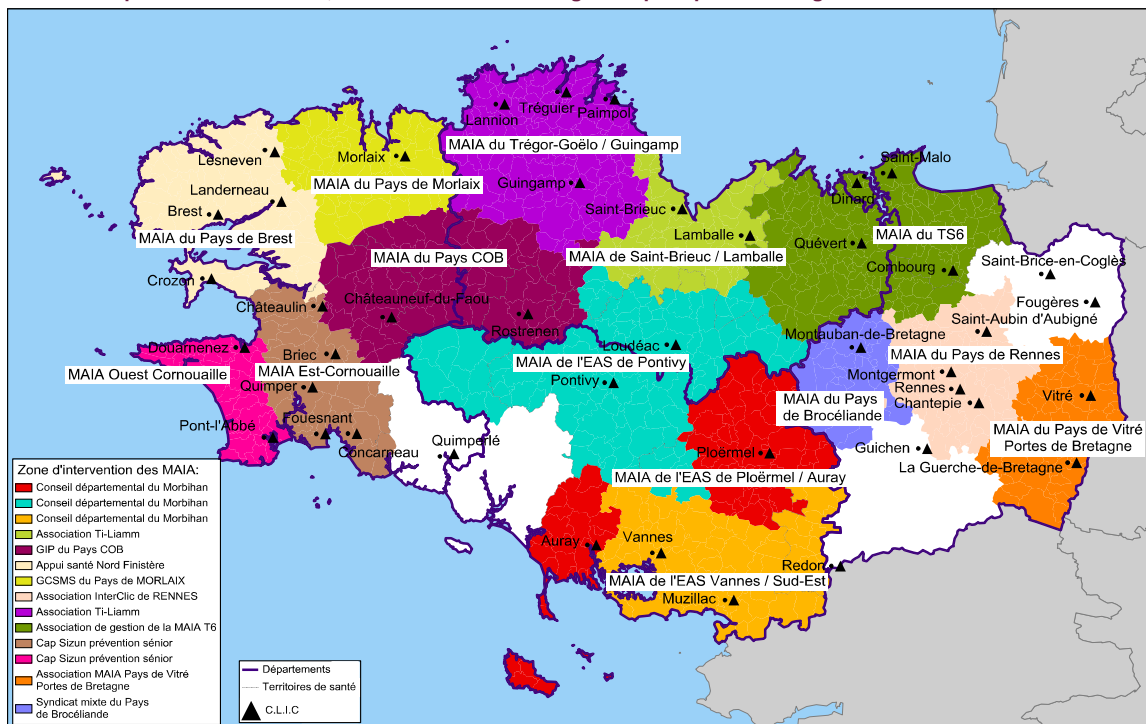 Lannion
Tréguier
Paimpol
MAIA du Trégor-Goëlo / Guingamp
Guingamp
Lesneven
Morlaix
MAIA du Pays de Morlaix
Landerneau
Brest
MAIA du Pays de Brest
Crozon
Saint-Malo
Dinard
Saint-Brieuc
Lamballe
Quévert
MAIA du TS6
MAIA de Saint-Brieuc / Lamballe
Combourg
MAIA du Pays COB
Saint-Brice-en-Coglès
Fougères
Saint-Aubin d'Aubigné
Châteaulin
Châteauneuf-du-Faou
Rostrenen
Montauban-de-Bretagne
MAIA du Pays de Rennes
Douarnenez
Briec
Loudéac
MAIA de l'EAS de Pontivy
MAIA Ouest Cornouaille
MAIA Est-Cornouaille
Pontivy
Quimper
Montgermont
Rennes
Chantepie
MAIA du Pays
de Brocéliande
Vitré
MAIA du Pays de Vitré
Portes de Bretagne
Pont-l'Abbé
Fouesnant
Concarneau
Quimperlé
Ploermel
Guichen
La Guerche-de-Bretagne
MAIA de l'EAS de Ploërmel / Auray
Auray
Vannes
Redon
MAIA de l'EAS Vannes / Sud-Est
Muzillac
Zone d'intervention des MAIA:
Conseil départemental du Morbihan
Conseil départemental du Morbihan
Conseil départemental du Morbihan
Association Ti-Liamm
GIP du Pays COB
Appui santé Nord Finistère
GCSMS du Pays de MORLAIX
Association InterClic de RENNES
Association Ti-Liamm
Association de gestion de la MAIA T6
Cap Sizun prévention sénior
Cap Sizun prévention sénior
Association MAIA Pays de Vitré
Portes de Bretagne
Syndicat mixte du Pays
de Brocéliande
Départements
Territoires de santé
C.L.I.C